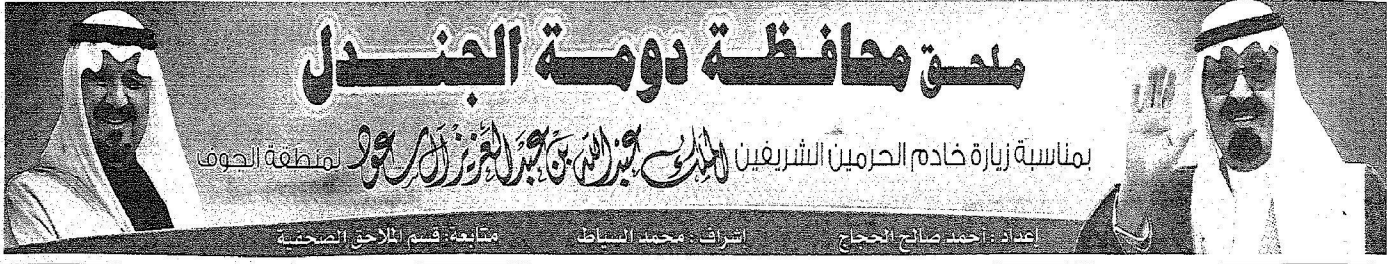 ملحق محافظة دومة الجندل
بمناسبة زيارة خادم الحرمين الشريفين الملك عبدالله بن عبدالعزيز آل سعود لمنطقة الجوف
إعداد : أحمد صالح الحجاج إشراف : محمد السياط متابعة : قسم الملاحق الصحفية